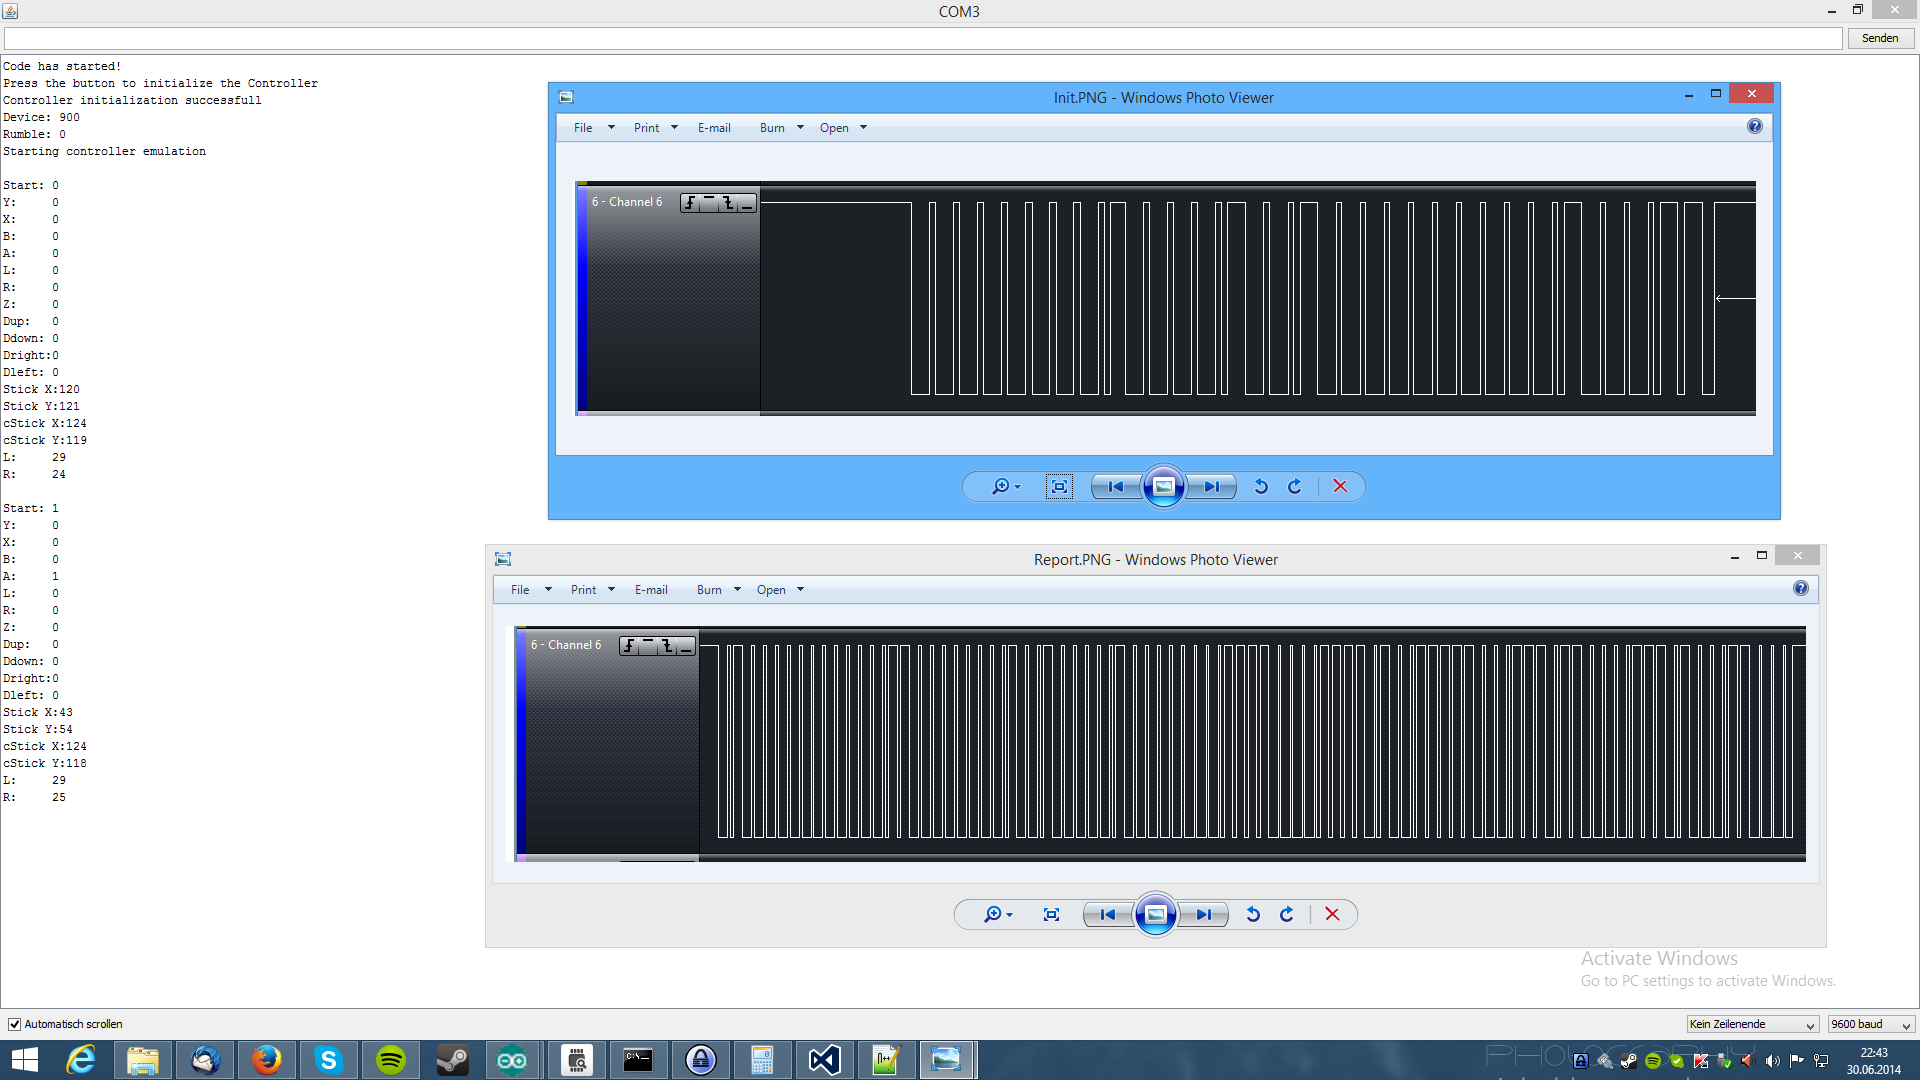 COM3
Senden
Code has started!
Press the button to initialize the Controller
Controller initialization successfull
Device: 900
Rumble: 0
Starting controller emulation
Start: 0
Y: 0
X: 0
B: 0
A: 0
L: 0
R: 0
Z: 0
Dup: 0
Ddown: 0
Dright:0
Dleft: 0
Stick X:120
Stick Y:121
cStick X:124
cStick Y:119
L: 29
R: 24
Start: 1
Y: 0
X: 0
B: 0
A: 1
L: 0
R: 0
Z: 0
Dup: 0
Ddown: 0
Dright:0
Dleft: 0
Stick X:43
Stick Y:54
cStick X:124
cStick Y:118
L: 29
R: 25
Init.PNG - Windows Photo Viewer
File Print E-mail Burn Open
6 - Channel 6
Report.PNG - Windows Photo Viewer
File Print E-mail Burn Open
6 - Channel 6
Activate Windows
Go to PC settings to activate Windows.
Automatisch scrollen
Kein Zeilenende
9600 baud
22:43
30.06.2014